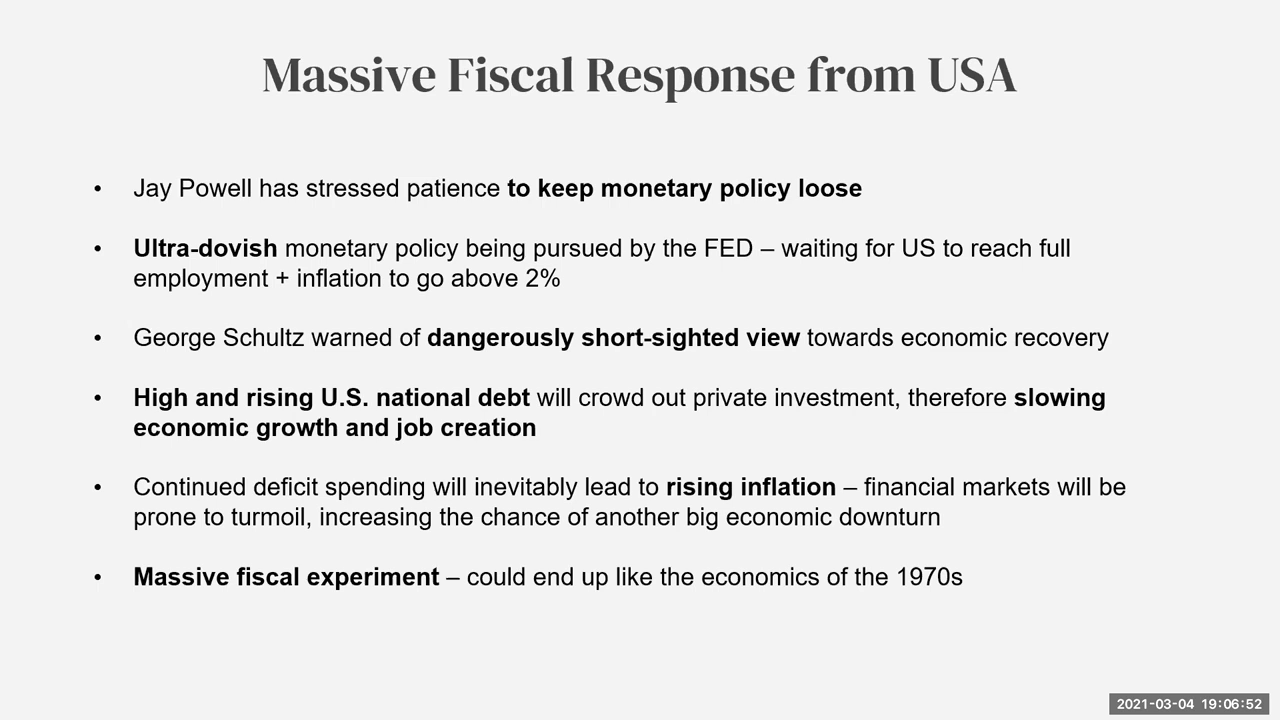 Massive Fiscal Response from USA
• Jay Powell has stressed patience to keep monetary policy loose
• Ultra-dovish monetary policy being pursued by the FED – waiting for US to reach full
employment + inflation to go above 2%
• George Schultz warned of dangerously short-sighted view towards economic recovery
• High and rising U.S. national debt will crowd out private investment, therefore slowing
economic growth and job creation
• Continued deficit spending will inevitably lead to rising inflation – financial markets will be
prone to turmoil, increasing the chance of another big economic downturn
• Massive fiscal experiment – could end up like the economics of the 1970s
2021-03-04 19:06:52